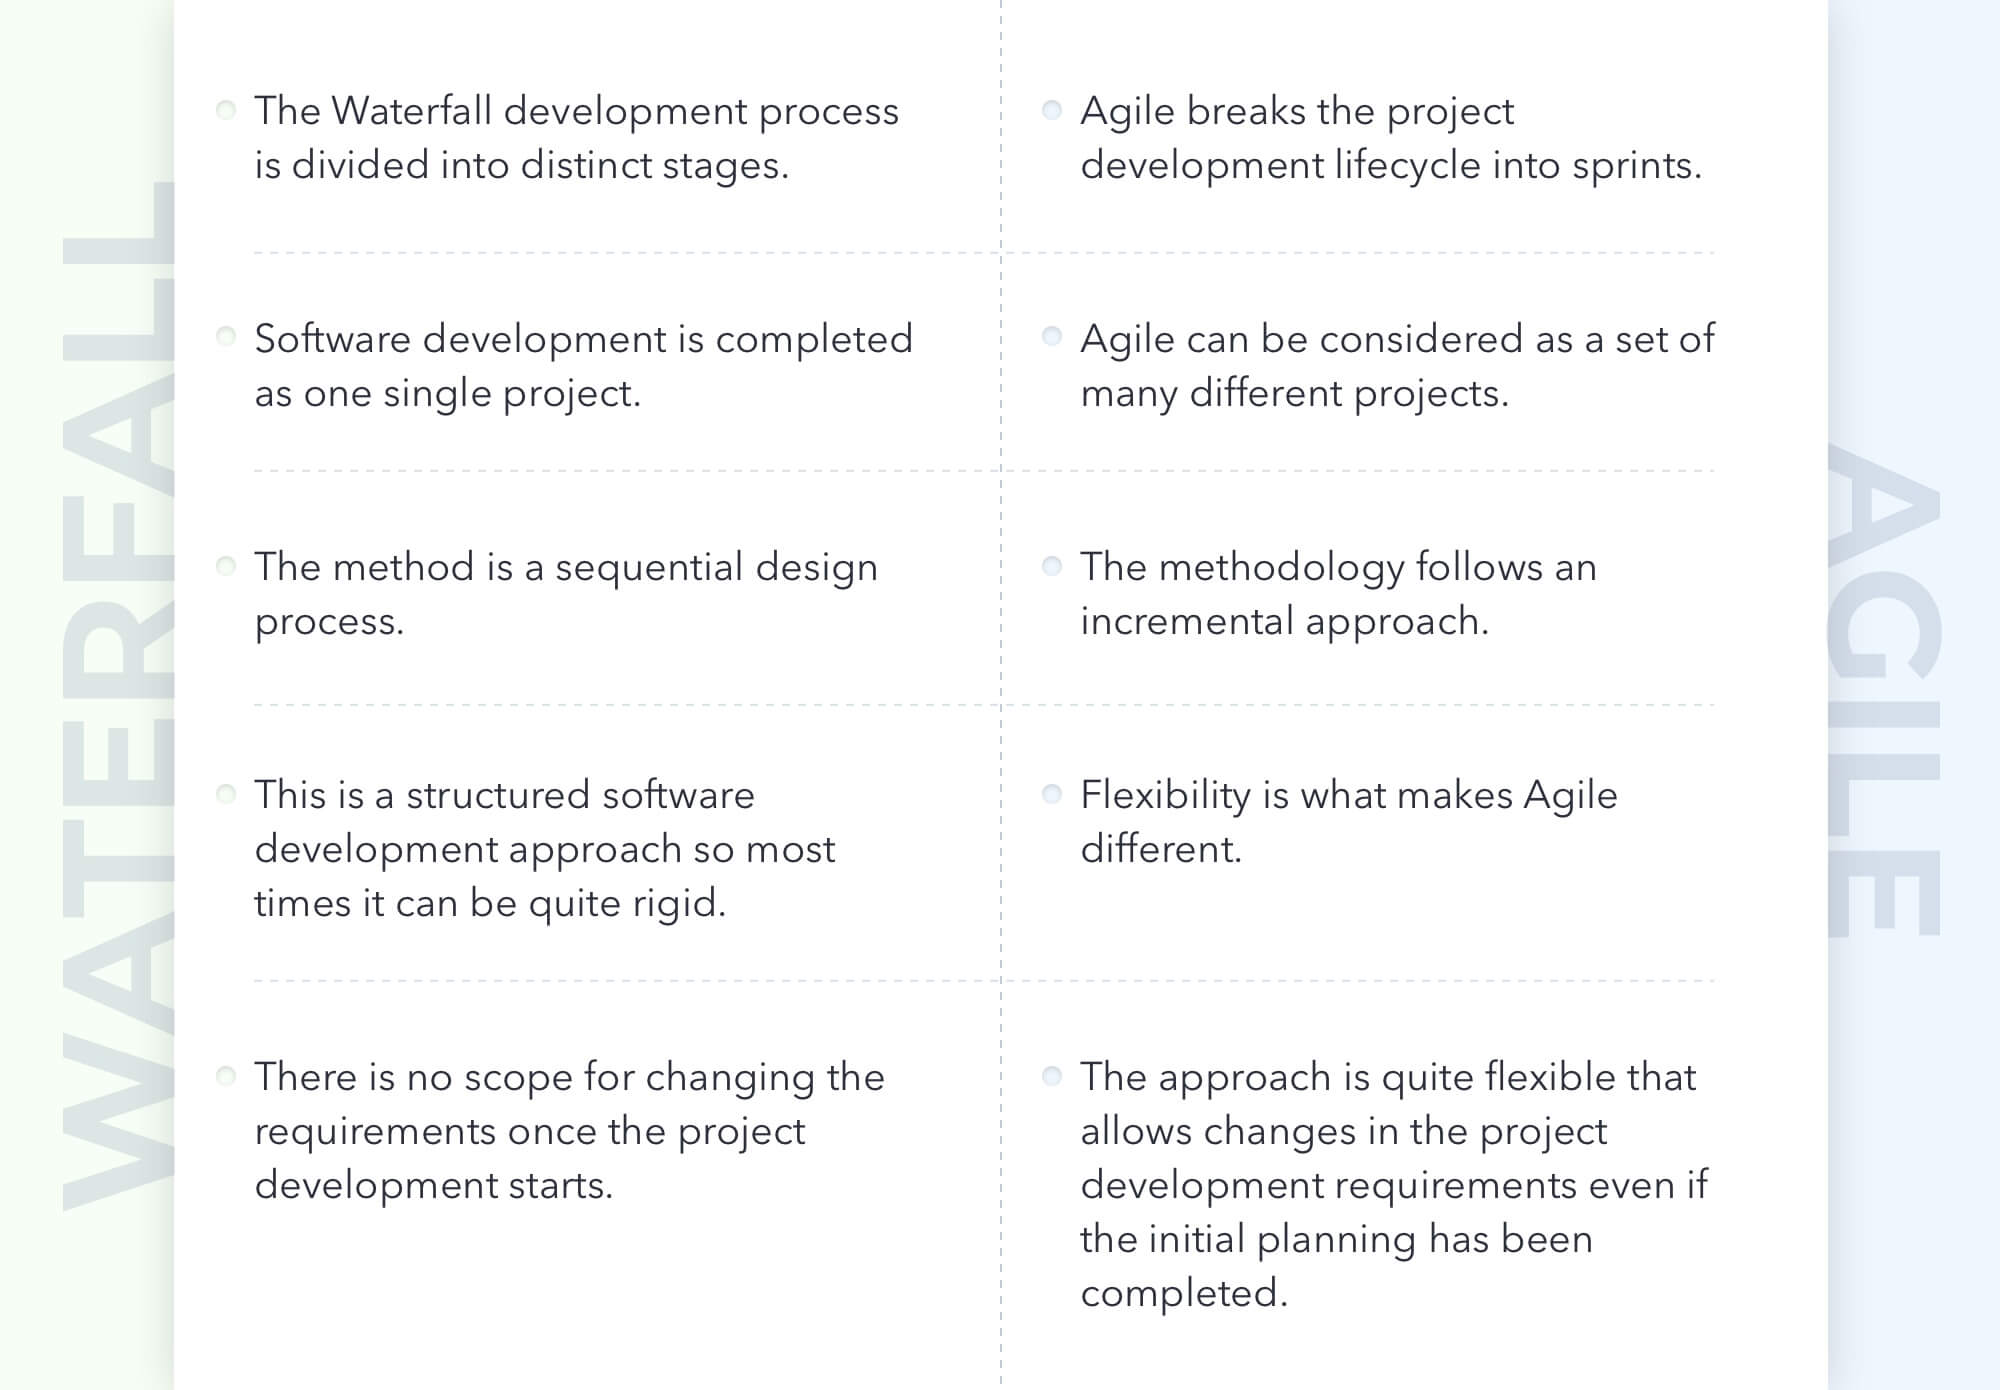 WATERFALL
The Waterfall development process
is divided into distinct stages.
Agile breaks the project
development lifecycle into sprints.
Software development is completed
as one single project.
Agile can be considered as a set of
many different projects.
The method is a sequential design
process.
The methodology follows an
incremental approach.
This is a structured software
development approach so most
times it can be quite rigid.
Flexibility is what makes Agile
different.
There is no scope for changing the
requirements once the project
development starts.
The approach is quite flexible that
allows changes in the project
development requirements even if
the initial planning has been
completed.
AGILE